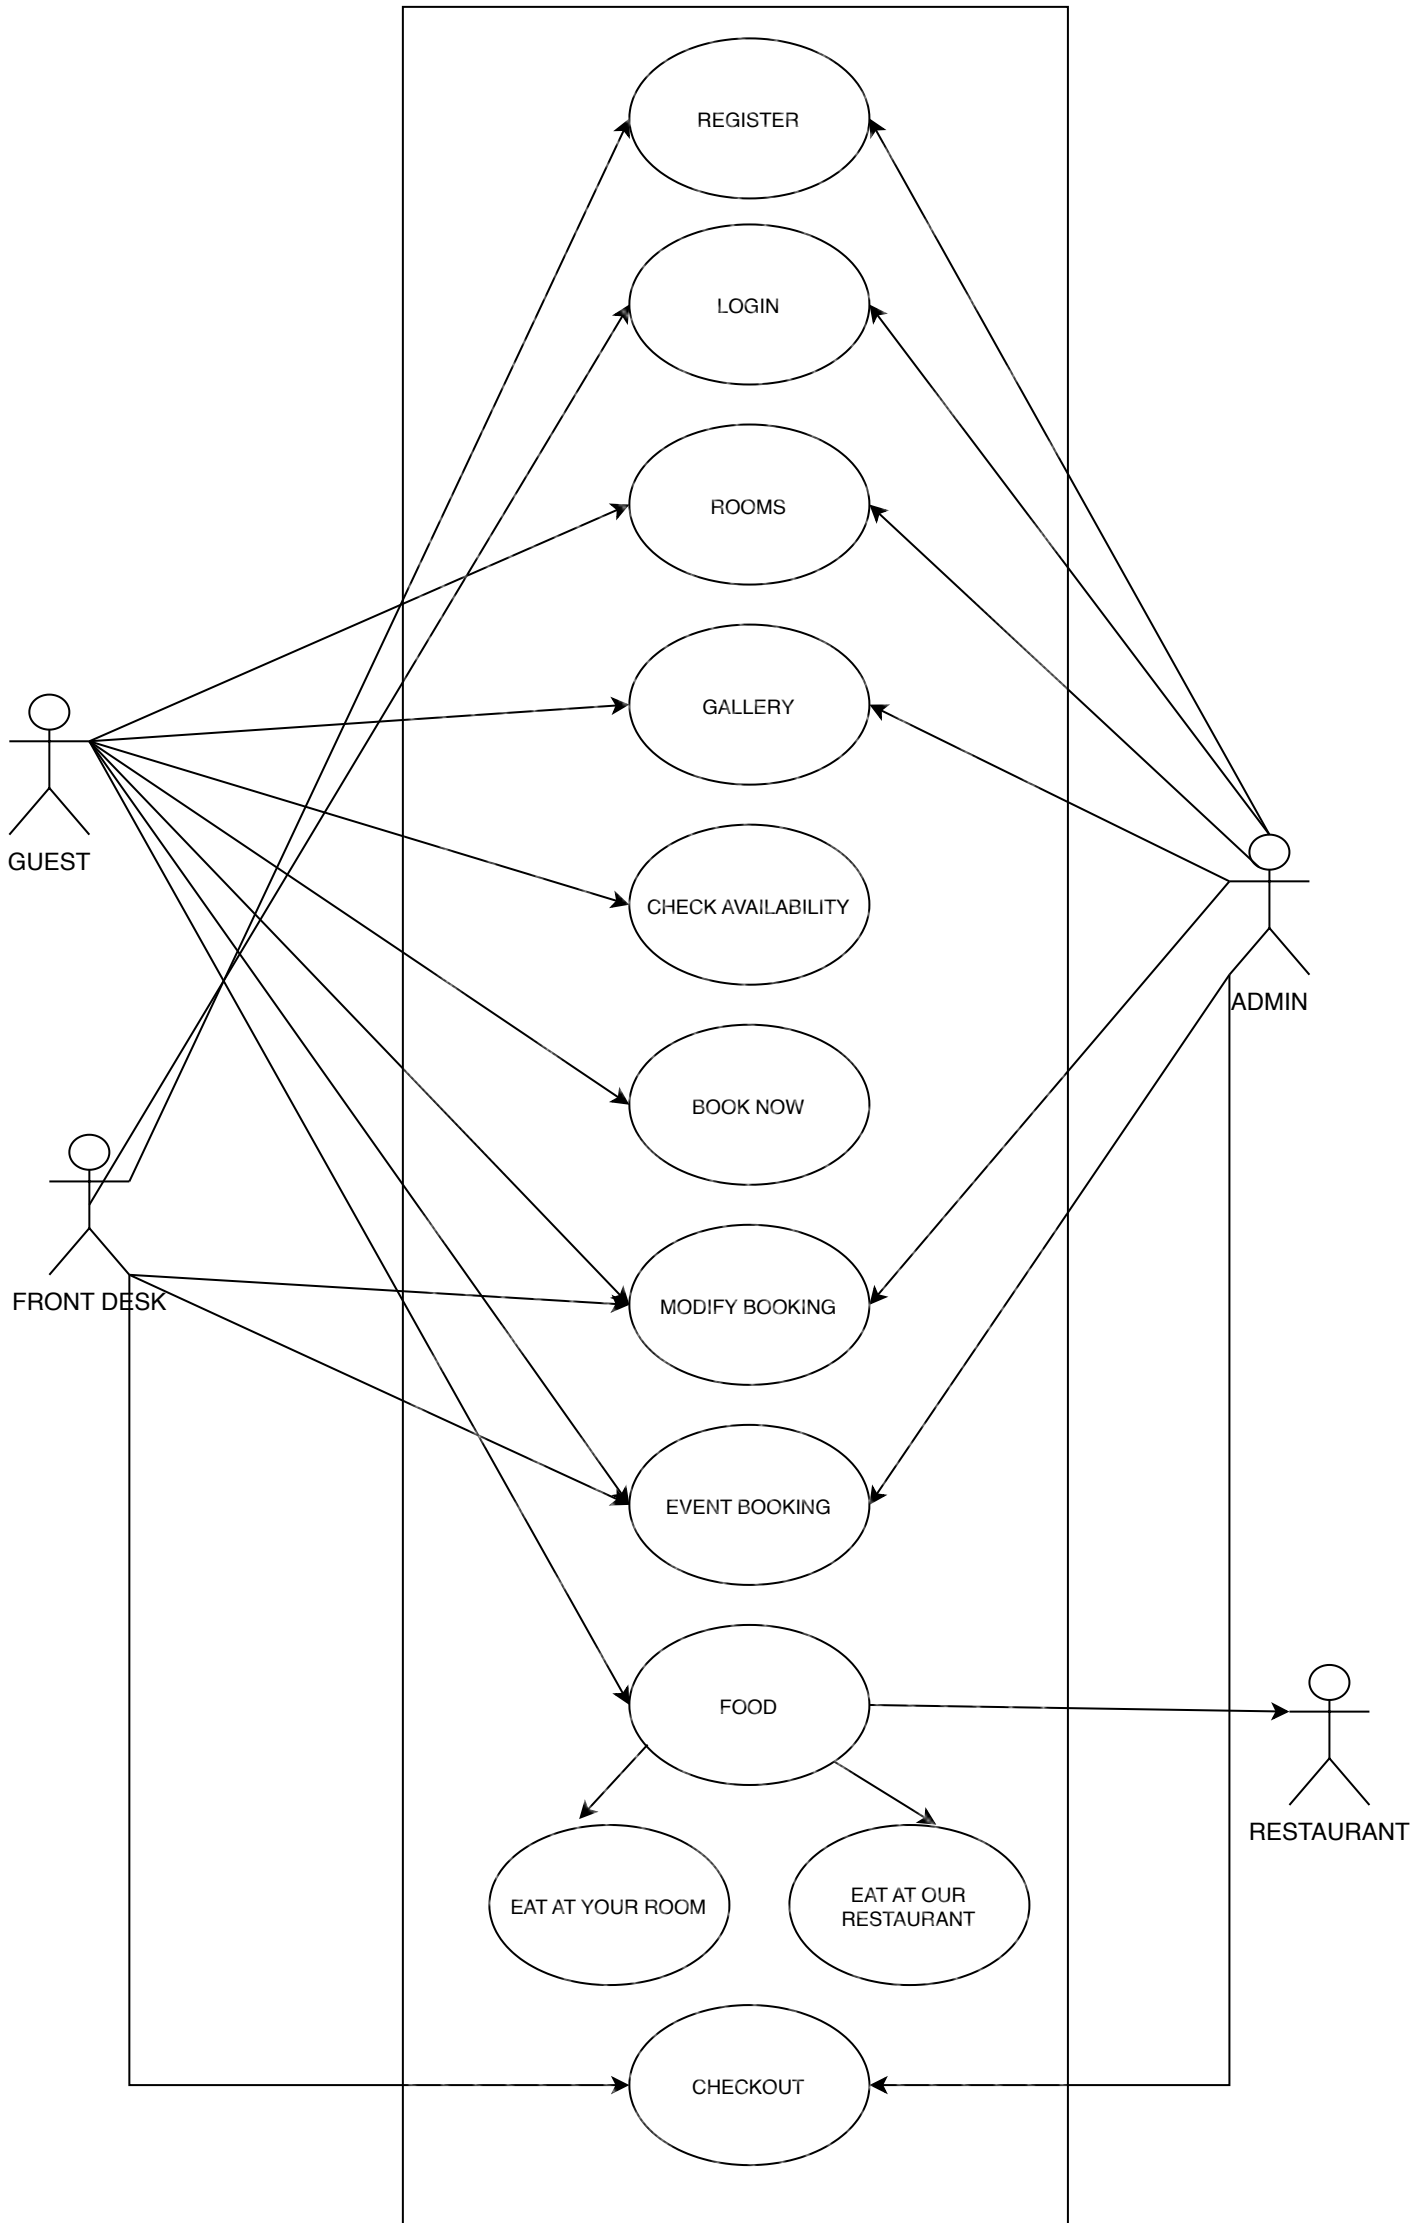 REGISTER
LOGIN
ROOMS
GALLERY
GUEST
CHECK AVAILABILITY
ADMIN
BOOK NOW
FRONT DESK
MODIFY BOOKING
EVENT BOOKING
FOOD
RESTAURANT
EAT AT YOUR ROOM
EAT AT OUR
RESTAURANT
CHECKOUT